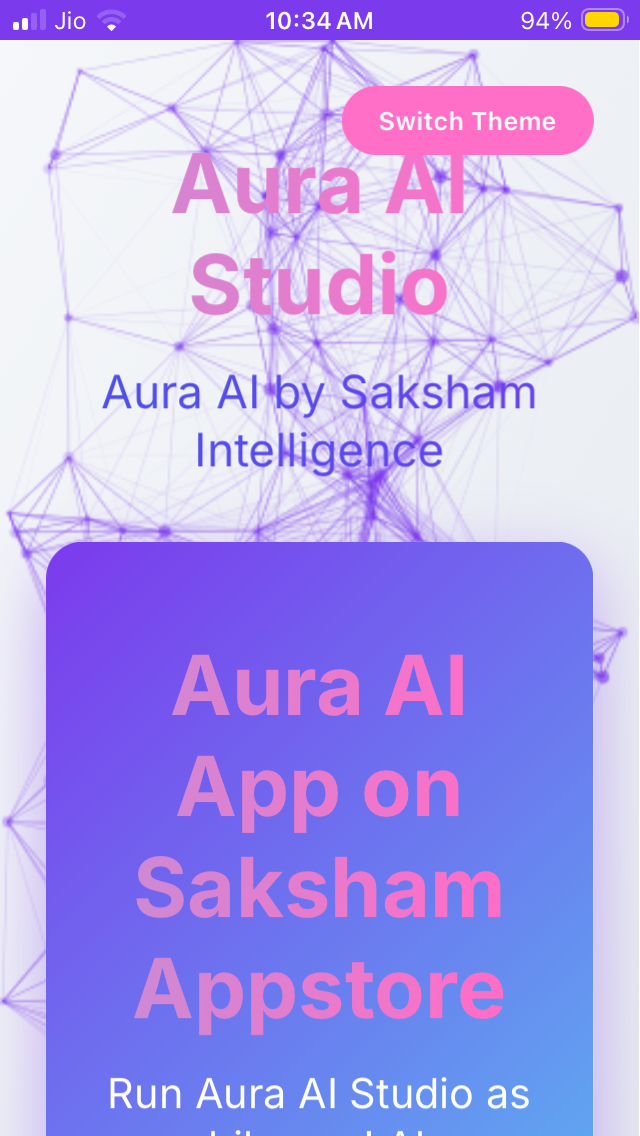 Jio 10:34 AM 94%
Switch Theme
Aura AI
Studio
Aura AI by Saksham
Intelligence
Aura AI
App on
Saksham
Appstore
Run Aura AI Studio as